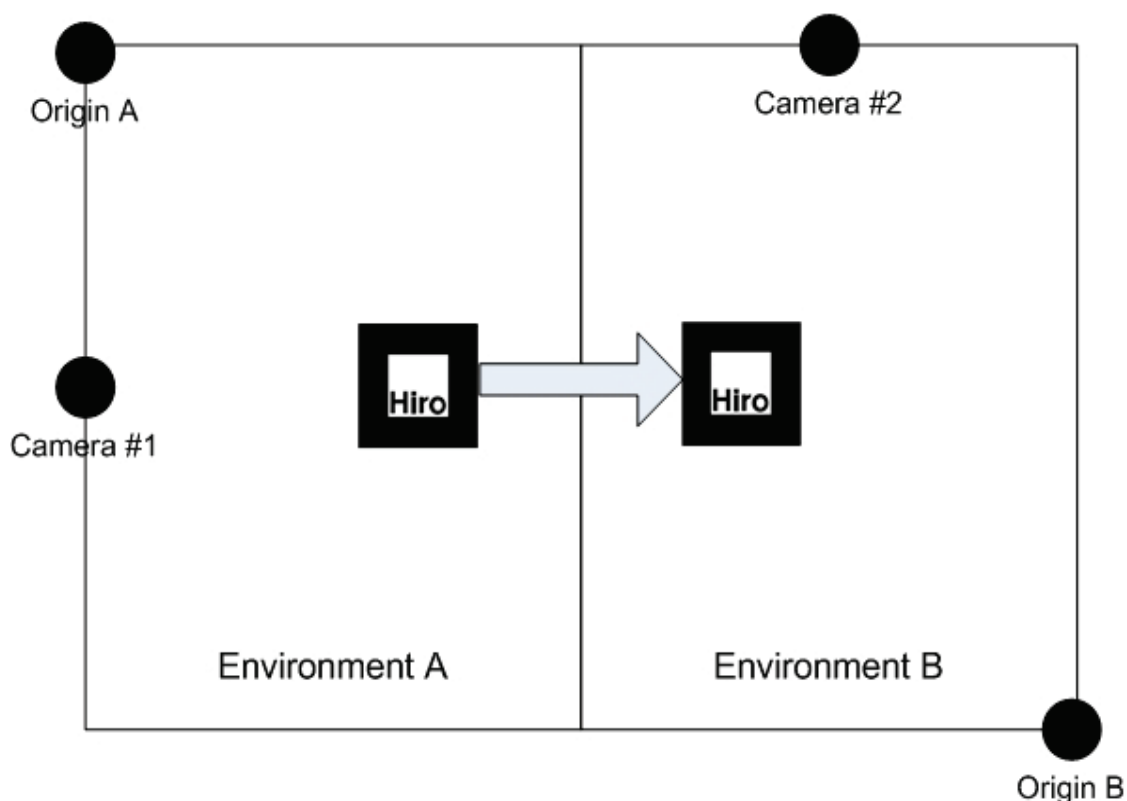 Origin A
Camera #2
Camera #1
Hiro
Hiro
Environment A
Environment B
Origin B